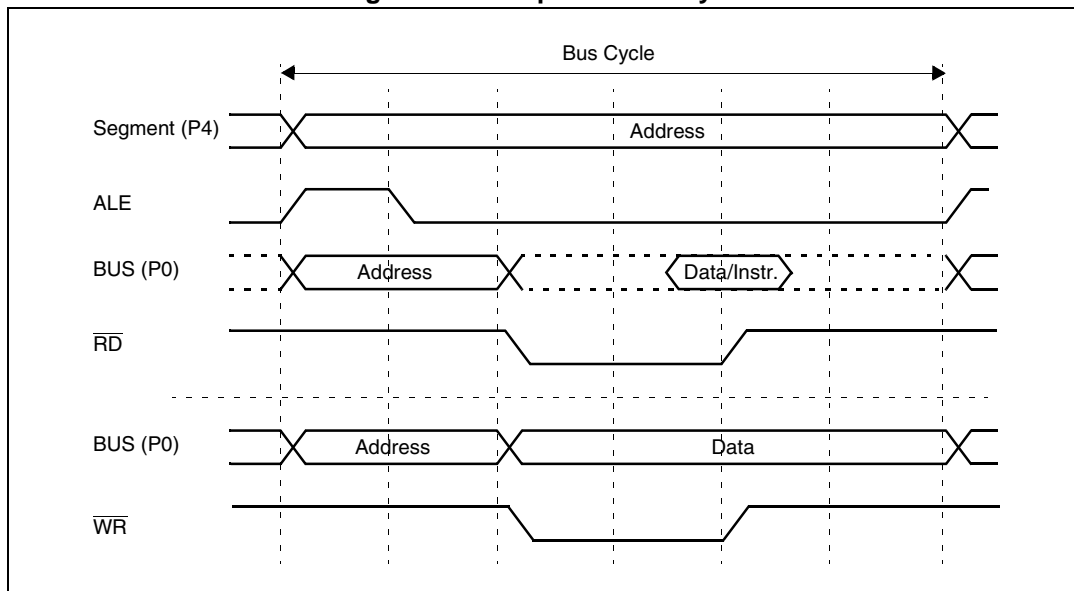 Bus Cycle
Segment (P4)
Address
ALE
BUS (P0)
Address
Data/Instr.
RD
BUS (P0)
Address
Data
WR